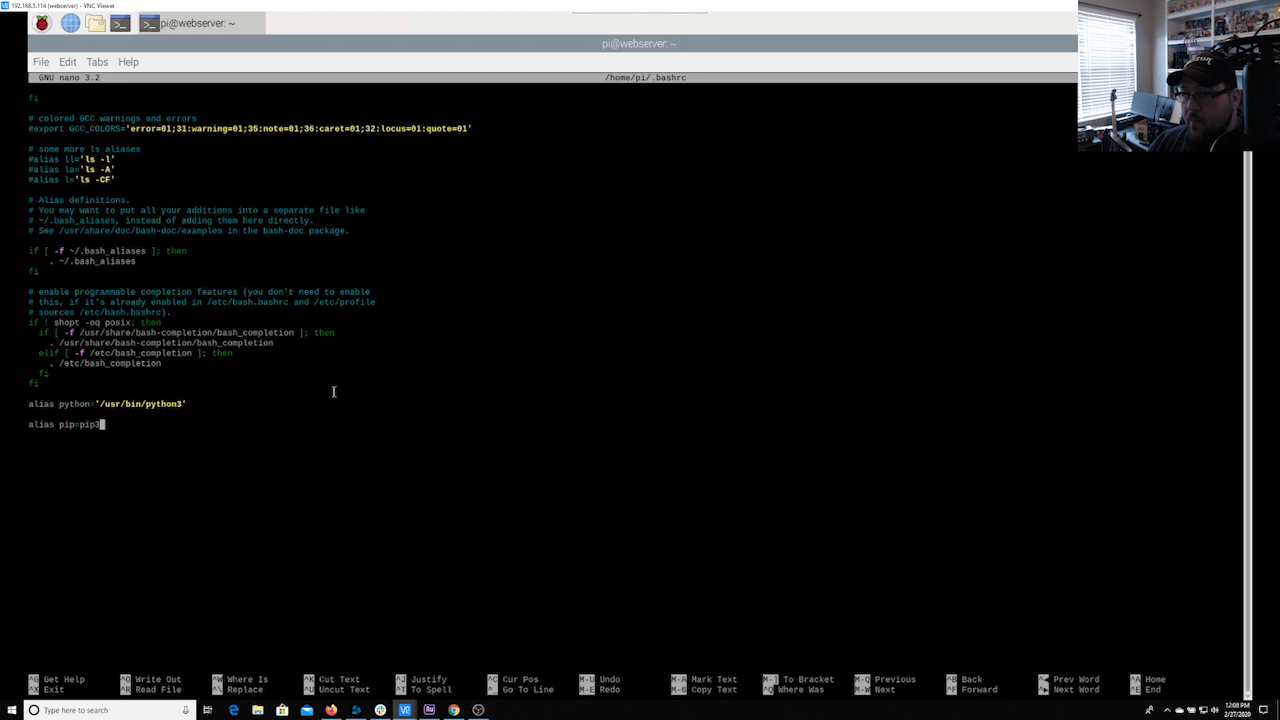 192.168.5.114 (webserver) - VNC Viewer
pi@webserver: ~
pi@webserver: ~
File Edit Tabs Help
GNU nano 3.2 /home/pi/.bashrc
fi
# colored GCC warnings and errors
#export GCC_COLORS='error=01;31:warning=01;35:note=01;36:caret=01;32:locus=01:quote=01'
# some more ls aliases
#alias ll='ls -l'
#alias la='ls -A'
#alias l='ls -CF'
# Alias definitions.
# You may want to put all your additions into a separate file like
# ~/.bash_aliases, instead of adding them here directly.
# See /usr/share/doc/bash-doc/examples in the bash-doc package.
if [ -f ~/.bash_aliases ]; then
. ~/.bash_aliases
fi
# enable programmable completion features (you don't need to enable
# this, if it's already enabled in /etc/bash.bashrc and /etc/profile
# sources /etc/bash.bashrc).
if ! shopt -oq posix; then
if [ -f /usr/share/bash-completion/bash_completion ]; then
. /usr/share/bash-completion/bash_completion
elif [ -f /etc/bash_completion ]; then
. /etc/bash_completion
fi
fi
alias python='/usr/bin/python3'
alias pip=pip3
^G Get Help ^O Write Out ^W Where Is ^K Cut Text ^J Justify ^C Cur Pos M-U Undo M-A Mark Text M-] To Bracket M-Q Previous ^B Back ^◀ Prev Word ^A Home
^X Exit ^R Read File ^\ Replace ^U Uncut Text ^T To Spell ^_ Go To Line M-E Redo M-6 Copy Text ^Q Where Was M-W Next ^F Forward ^▶ Next Word ^E End
Type here to search
12:08 PM
2/27/2020